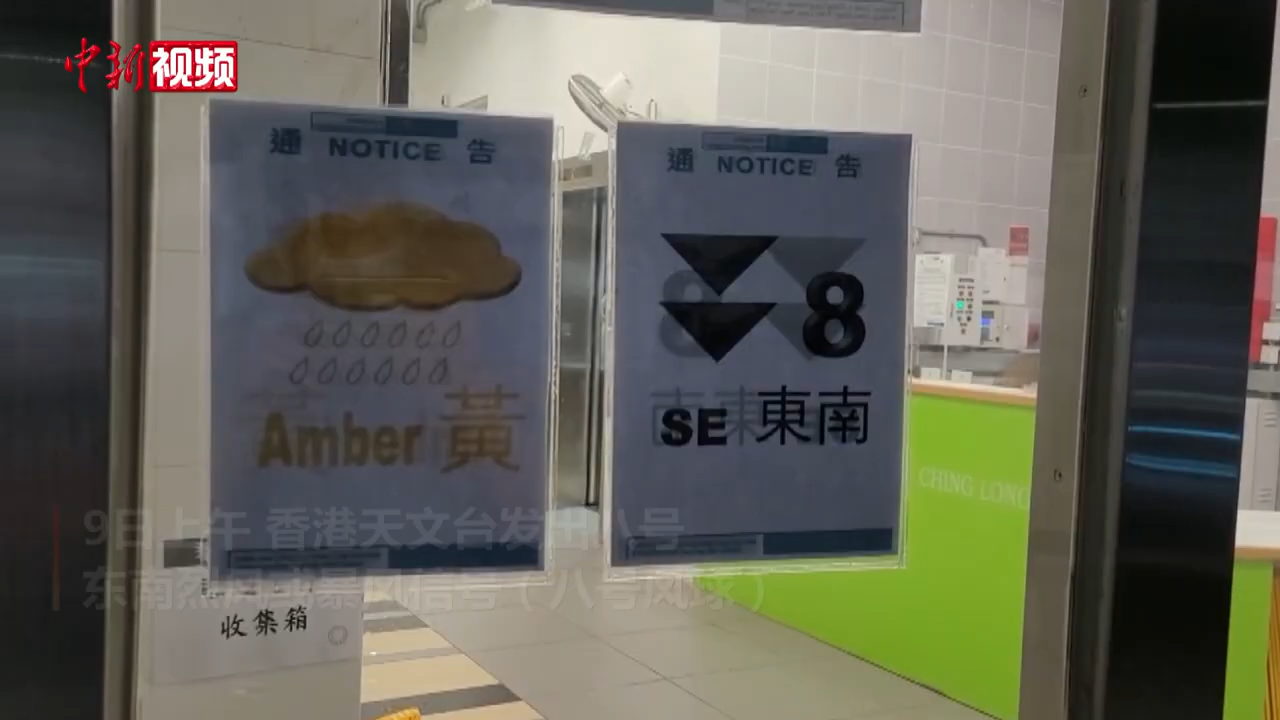 中新视频
通 NOTICE 告
Amber 黃
通 NOTICE 告
8
SE 東南
CHING LONG
9日上午 香港天文台发出八号
东南烈风或暴风信号（八号风球）
收集箱